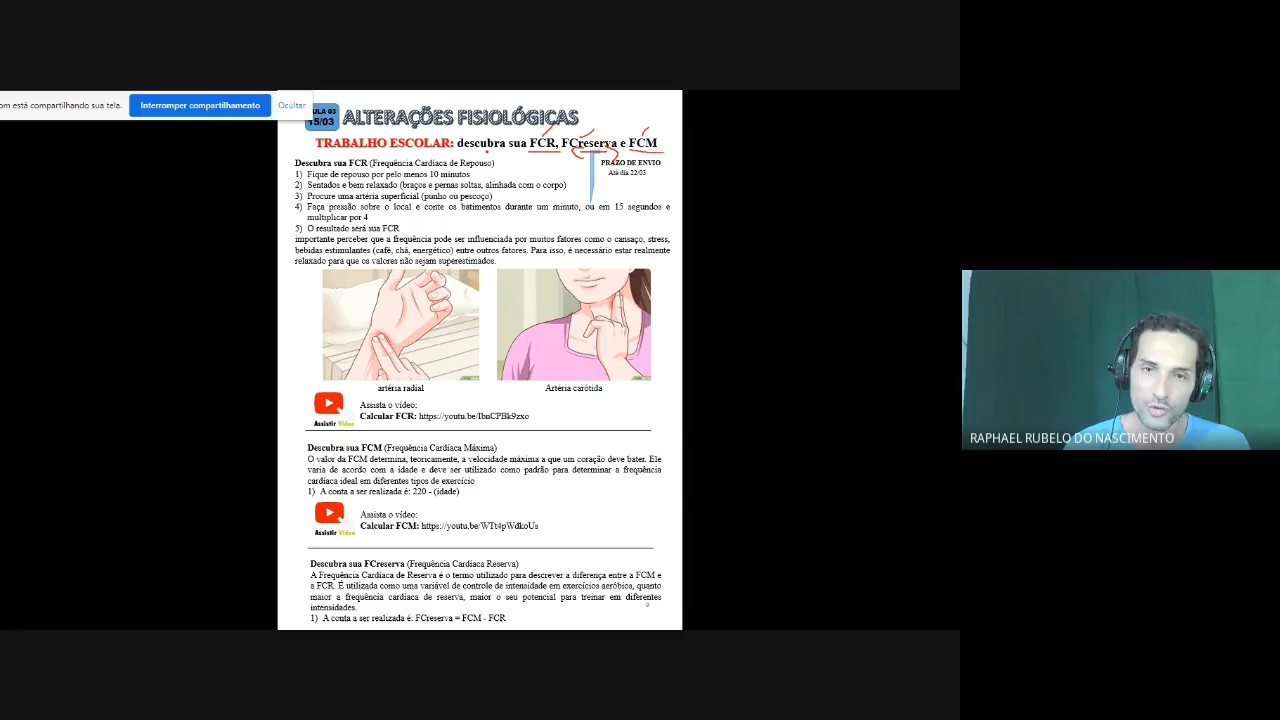 om está compartilhando sua tela.
Interromper compartilhamento
Ocultar
AULA 03
15/03
ALTERAÇÕES FISIOLÓGICAS
TRABALHO ESCOLAR: descubra sua FCR, FCreserva e FCM
Descubra sua FCR (Frequência Cardíaca de Repouso)
PRAZO DE ENVIO
Até dia 22/03
1) Fique de repouso por pelo menos 10 minutos
2) Sentados e bem relaxado (braços e pernas soltas, alinhada com o corpo)
3) Procure uma artéria superficial (punho ou pescoço)
4) Faça pressão sobre o local e conte os batimentos durante um minuto, ou em 15 segundos e
multiplicar por 4
5) O resultado será sua FCR
importante perceber que a frequência pode ser influenciada por muitos fatores como o cansaço, stress,
bebidas estimulantes (café, chá, energético) entre outros fatores. Para isso, é necessário estar realmente
relaxado para que os valores não sejam superestimados.
artéria radial
Artéria carótida
Assista o vídeo:
Calcular FCR: https://youtu.be/IbnCPBk9zxo
Assistir Vídeo
Descubra sua FCM (Frequência Cardíaca Máxima)
O valor da FCM determina, teoricamente, a velocidade máxima a que um coração deve bater. Ele
varia de acordo com a idade e deve ser utilizado como padrão para determinar a frequência
cardíaca ideal em diferentes tipos de exercício
1) A conta a ser realizada é: 220 - (idade)
Assista o vídeo:
Calcular FCM: https://youtu.be/WTt4pWdkoUs
Assistir Vídeo
Descubra sua FCreserva (Frequência Cardíaca Reserva)
A Frequência Cardíaca de Reserva é o termo utilizado para descrever a diferença entre a FCM e
a FCR. É utilizada como uma variável de controle de intensidade em exercícios aeróbios, quanto
maior a frequência cardíaca de reserva, maior o seu potencial para treinar em diferentes
intensidades.
9
1) A conta a ser realizada é: FCreserva = FCM - FCR
RAPHAEL RUBELO DO NASCIMENTO